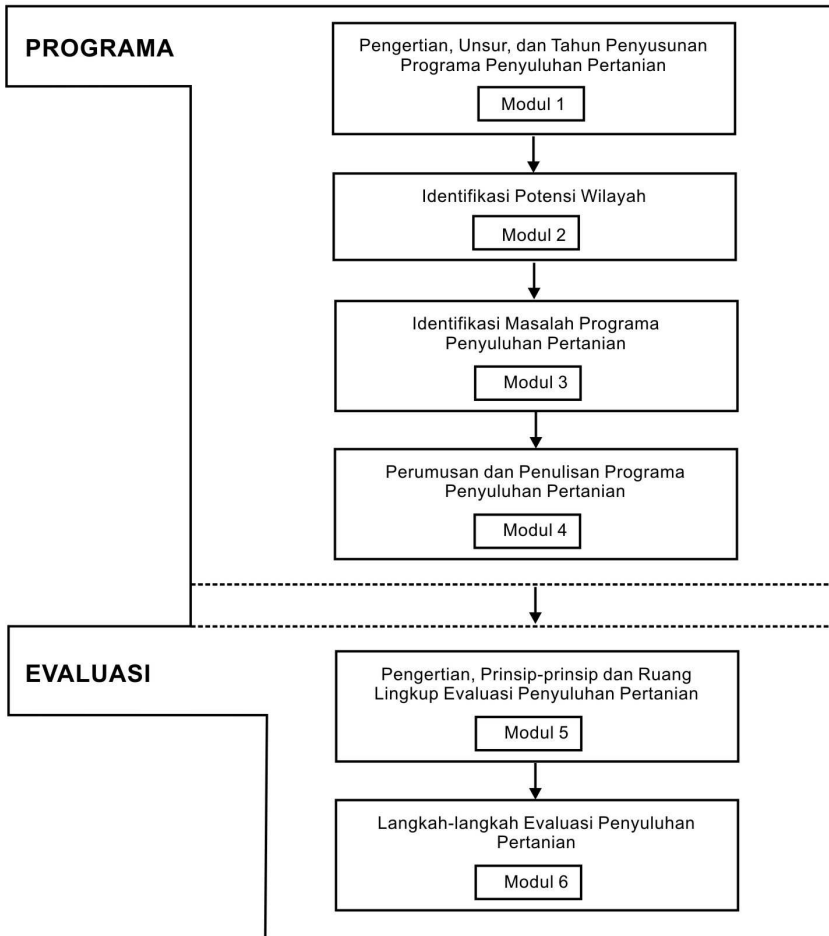 PROGRAMA
Pengertian, Unsur, dan Tahun Penyusunan
Programa Penyuluhan Pertanian
Modul 1
Identifikasi Potensi Wilayah
Modul 2
Identifikasi Masalah Programa
Penyuluhan Pertanian
Modul 3
Perumusan dan Penulisan Programa
Penyuluhan Pertanian
Modul 4
EVALUASI
Pengertian, Prinsip-prinsip dan Ruang
Lingkup Evaluasi Penyuluhan Pertanian
Modul 5
Langkah-langkah Evaluasi Penyuluhan
Pertanian
Modul 6